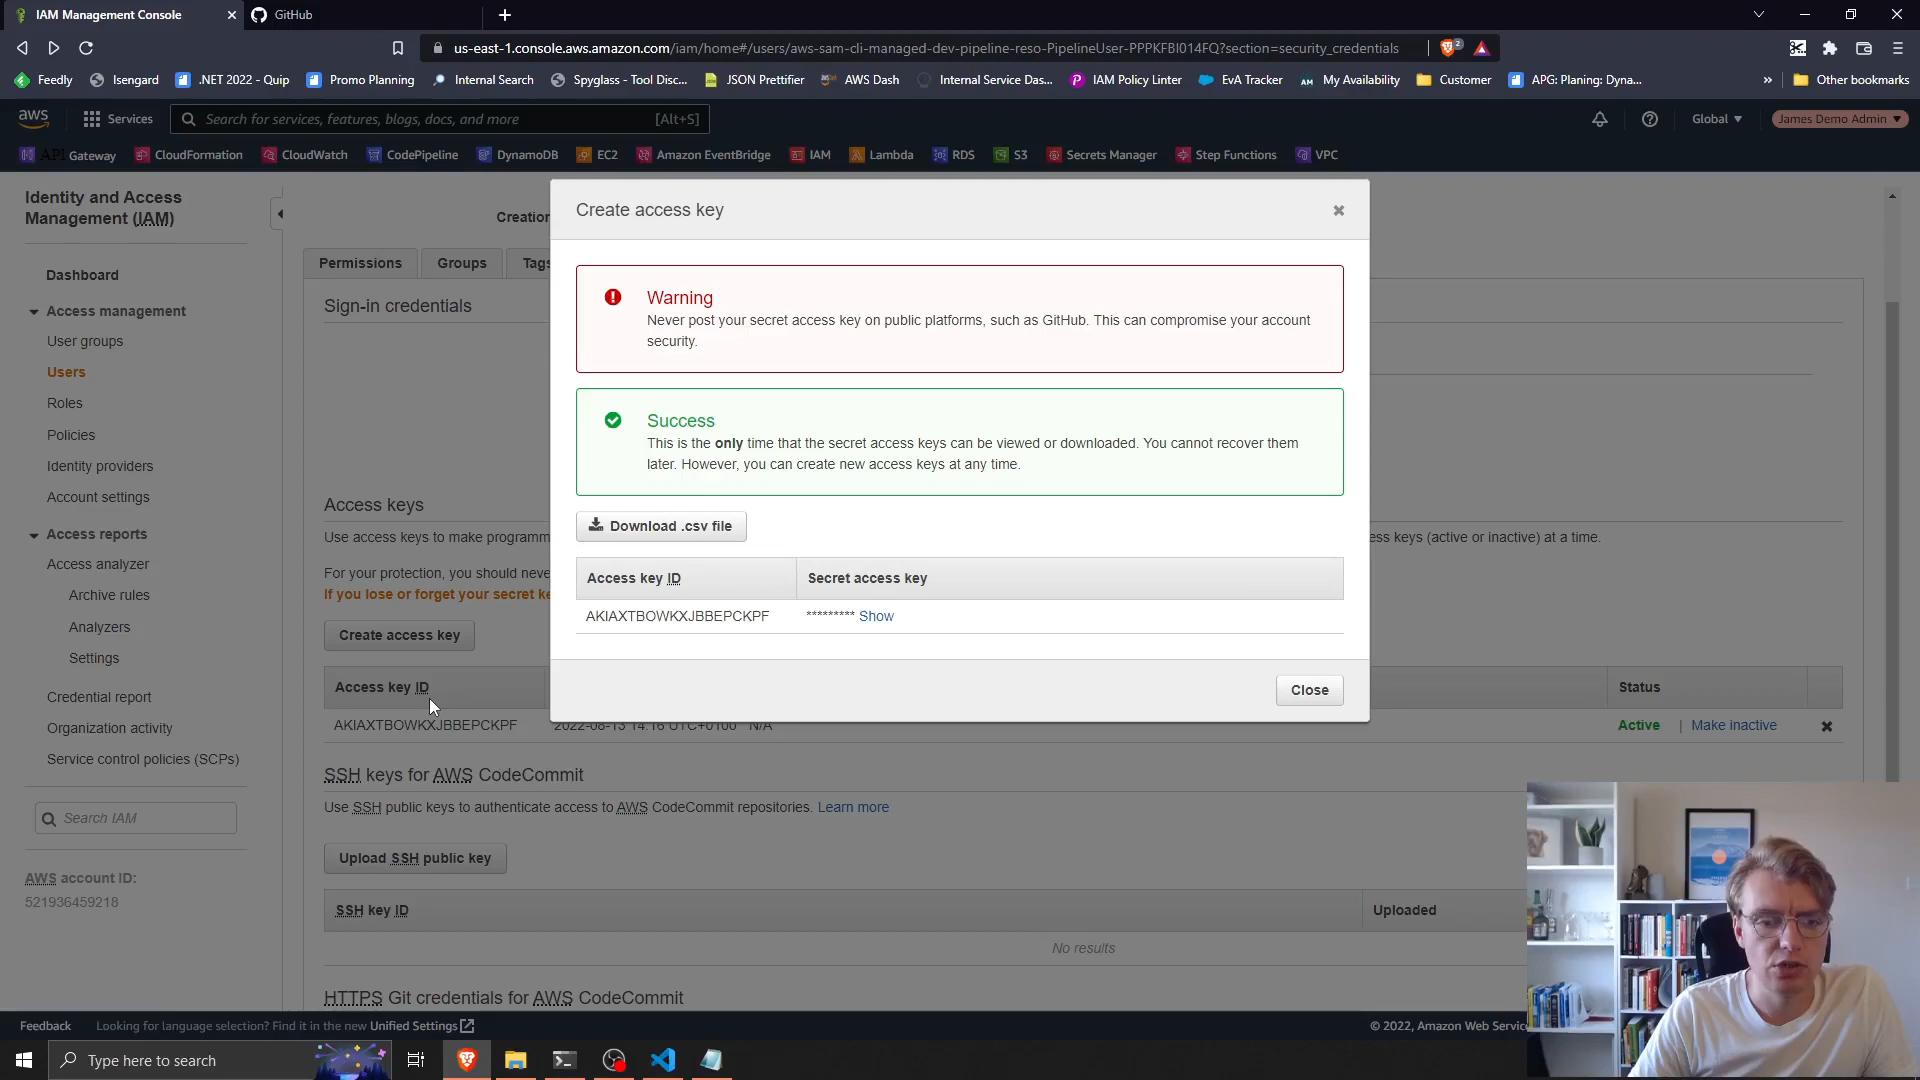 IAM Management Console
GitHub
us-east-1.console.aws.amazon.com/iam/home#/users/aws-sam-cli-managed-dev-pipeline-reso-PipelineUser-PPPKFBI014FQ?section=security_credentials
2
Feedly
Isengard
.NET 2022 - Quip
Promo Planning
Internal Search
Spyglass - Tool Disc...
JSON Prettifier
AWS Dash
Internal Service Das...
IAM Policy Linter
EvA Tracker
My Availability
Customer
APG: Planing: Dyna...
»
Other bookmarks
aws
Services
Search for services, features, blogs, docs, and more
[Alt+S]
Global
James Demo Admin
API Gateway
CloudFormation
CloudWatch
CodePipeline
DynamoDB
EC2
Amazon EventBridge
IAM
Lambda
RDS
S3
Secrets Manager
Step Functions
VPC
Identity and Access
Management (IAM)
Dashboard
Access management
User groups
Users
Roles
Policies
Identity providers
Account settings
Access reports
Access analyzer
Archive rules
Analyzers
Settings
Credential report
Organization activity
Service control policies (SCPs)
Search IAM
AWS account ID:
521936459218
Creation
Permissions
Groups
Tags
Sign-in credentials
Access keys
Use access keys to make programm
ess keys (active or inactive) at a time.
For your protection, you should neve
If you lose or forget your secret ke
Create access key
Access key ID
Status
AKIAXTBOWKXJBBEPCKPF
2022-08-13 14:16 UTC+0100
N/A
Active
| Make inactive
SSH keys for AWS CodeCommit
Use SSH public keys to authenticate access to AWS CodeCommit repositories. Learn more
Upload SSH public key
SSH key ID
Uploaded
No results
HTTPS Git credentials for AWS CodeCommit
Create access key
Warning
Never post your secret access key on public platforms, such as GitHub. This can compromise your account
security.
Success
This is the only time that the secret access keys can be viewed or downloaded. You cannot recover them
later. However, you can create new access keys at any time.
Download .csv file
Access key ID
Secret access key
AKIAXTBOWKXJBBEPCKPF
********* Show
Close
Feedback
Looking for language selection? Find it in the new Unified Settings
© 2022, Amazon Web Servic
Type here to search